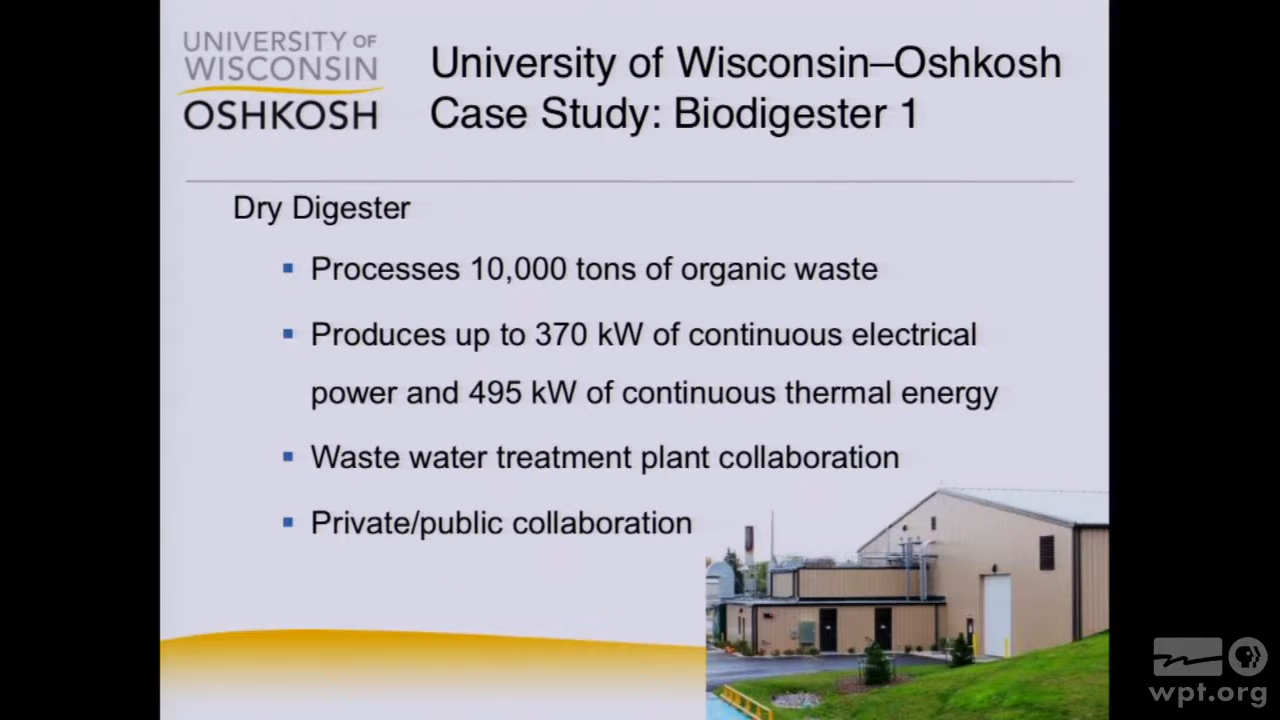 UNIVERSITY OF
WISCONSIN
OSHKOSH
University of Wisconsin–Oshkosh
Case Study: Biodigester 1
Dry Digester
Processes 10,000 tons of organic waste
Produces up to 370 kW of continuous electrical
power and 495 kW of continuous thermal energy
Waste water treatment plant collaboration
Private/public collaboration
wpt.org